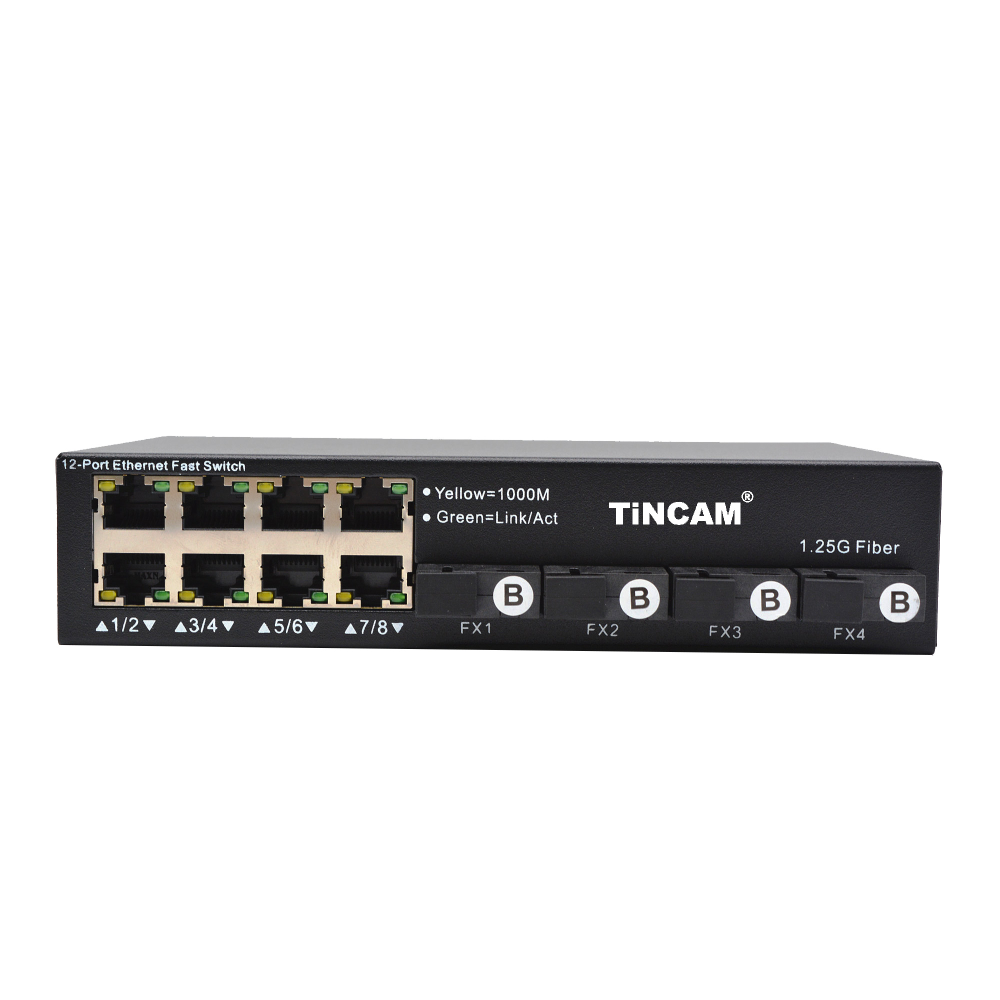 12-Port Ethernet Fast Switch
Yellow=1000M
Green=Link/Act
TiNCAM®
1.25G Fiber
B B B B
▲1/2▼ ▲3/4▼ ▲5/6▼ ▲7/8▼ FX1 FX2 FX3 FX4